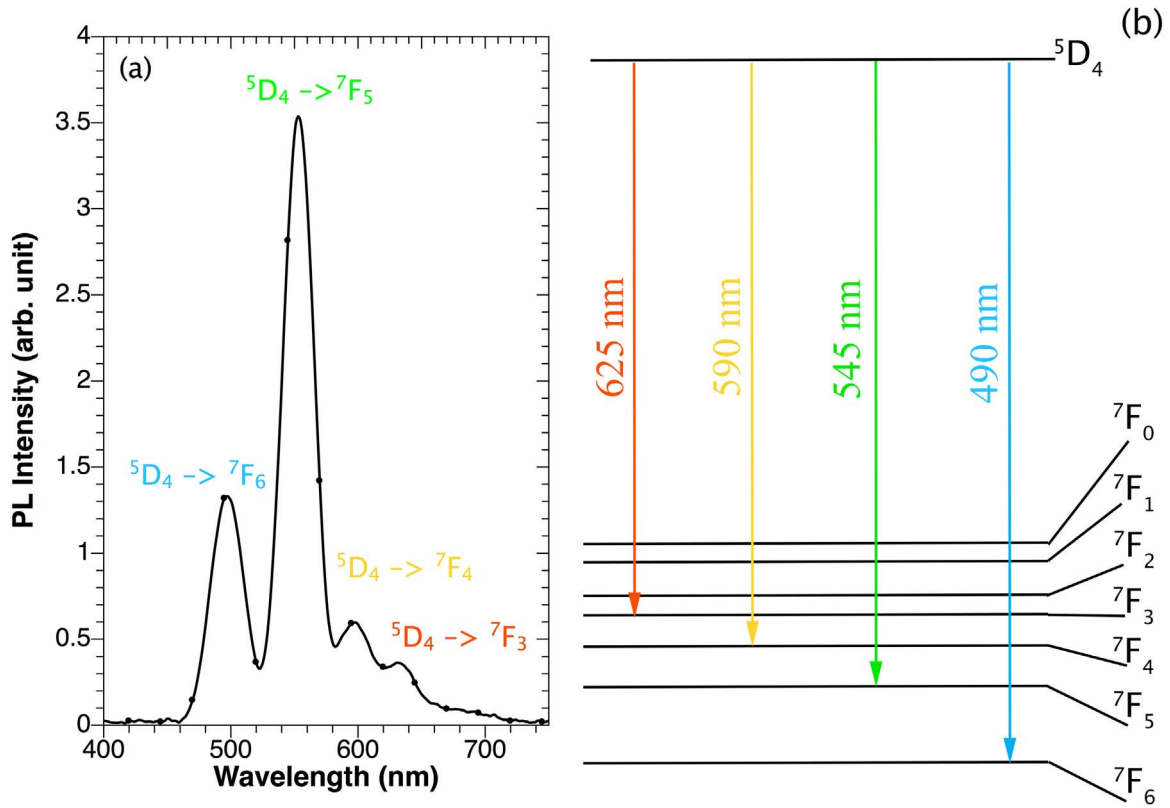 (a)
4
3.5
3
2.5
2
1.5
1
0.5
0
PL Intensity (arb. unit)
⁵D₄ –> ⁷F₅
⁵D₄ –> ⁷F₆
⁵D₄ –> ⁷F₄
⁵D₄ –> ⁷F₃
400 500 600 700
Wavelength (nm)
(b)
⁵D₄
625 nm
590 nm
545 nm
490 nm
⁷F₀
⁷F₁
⁷F₂
⁷F₃
⁷F₄
⁷F₅
⁷F₆